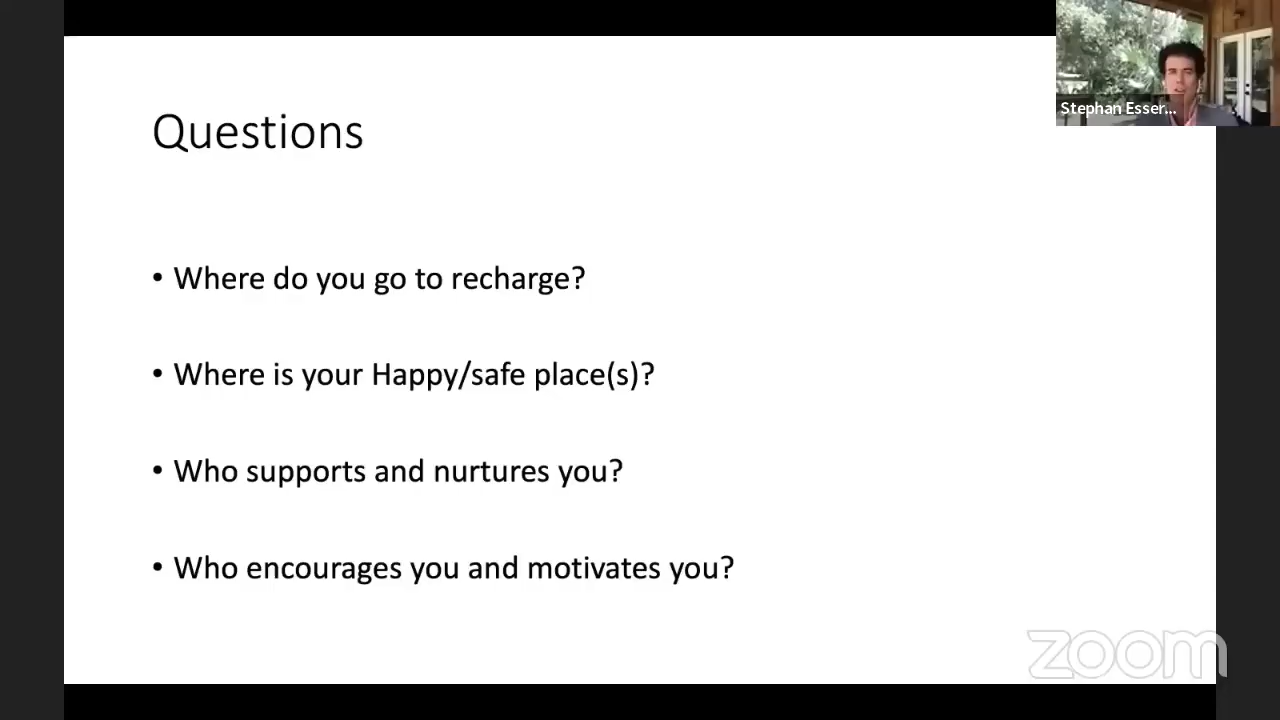 Stephan Esser...
Questions
• Where do you go to recharge?
• Where is your Happy/safe place(s)?
• Who supports and nurtures you?
• Who encourages you and motivates you?
zoom